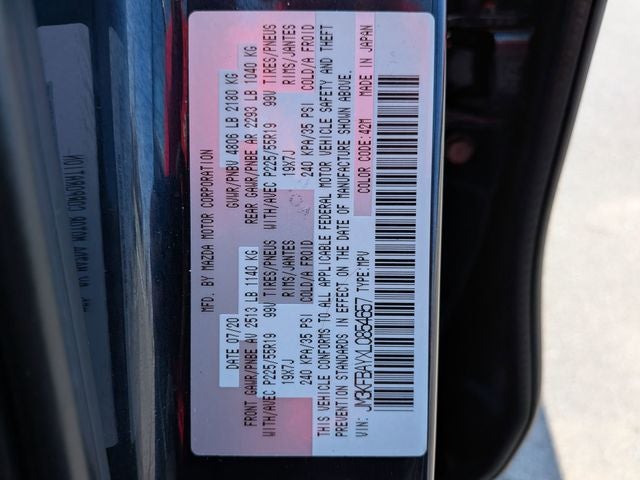 MFD. BY MAZDA MOTOR CORPORATION
DATE 07/20 GVWR/PNBV 4806 LB 2180 KG
FRONT GAWR/PNBE AV 2513 LB 1140 KG REAR GAWR/PNBE AR 2293 LB 1040 KG
WITH/AVEC P225/55R19 99V TIRES/PNEUS WITH/AVEC P225/55R19 99V TIRES/PNEUS
19X7J RIMS/JANTES 19X7J RIMS/JANTES
240 KPA/35 PSI COLD/A FROID 240 KPA/35 PSI COLD/A FROID
THIS VEHICLE CONFORMS TO ALL APPLICABLE FEDERAL MOTOR VEHICLE SAFETY AND THEFT
PREVENTION STANDARDS IN EFFECT ON THE DATE OF MANUFACTURE SHOWN ABOVE.
VIN: JM3KFBAYXL0854657 TYPE:MPV COLOR CODE:42M MADE IN JAPAN